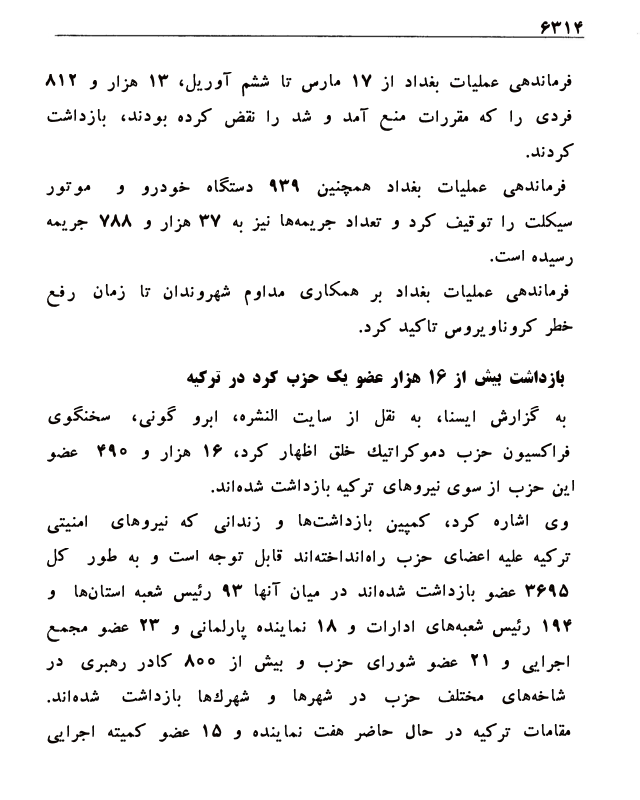 ۶۳۱۴
فرماندهی عملیات بغداد از ۱۷ مارس تا ششم آوریل، ۱۳ هزار و ۸۱۲
فردی را که مقررات منع آمد و شد را نقض کرده بودند، بازداشت
کردند.
فرماندهی عملیات بغداد همچنین ۹۳۹ دستگاه خودرو و موتور
سیکلت را توقیف کرد و تعداد جریمه‌ها نیز به ۳۷ هزار و ۷۸۸ جریمه
رسیده است.
فرماندهی عملیات بغداد بر همکاری مداوم شهروندان تا زمان رفع
خطر کروناویروس تاکید کرد.
بازداشت بیش از ۱۶ هزار عضو یک حزب کرد در ترکیه
به گزارش ایسنا، به نقل از سایت النشره، ابرو گونی، سخنگوی
فراکسیون حزب دموکراتیك خلق اظهار کرد، ۱۶ هزار و ۴۹۰ عضو
این حزب از سوی نیروهای ترکیه بازداشت شده‌اند.
وی اشاره کرد، کمپین بازداشت‌ها و زندانی که نیروهای امنیتی
ترکیه علیه اعضای حزب راه‌انداخته‌اند قابل توجه است و به طور کل
۳۶۹۵ عضو بازداشت شده‌اند در میان آنها ۹۳ رئیس شعبه استان‌ها و
۱۹۴ رئیس شعبه‌های ادارات و ۱۸ نماینده پارلمانی و ۲۳ عضو مجمع
اجرایی و ۲۱ عضو شورای حزب و بیش از ۸۰۰ کادر رهبری در
شاخه‌های مختلف حزب در شهرها و شهرك‌ها بازداشت شده‌اند.
مقامات ترکیه در حال حاضر هفت نماینده و ۱۵ عضو کمیته اجرایی